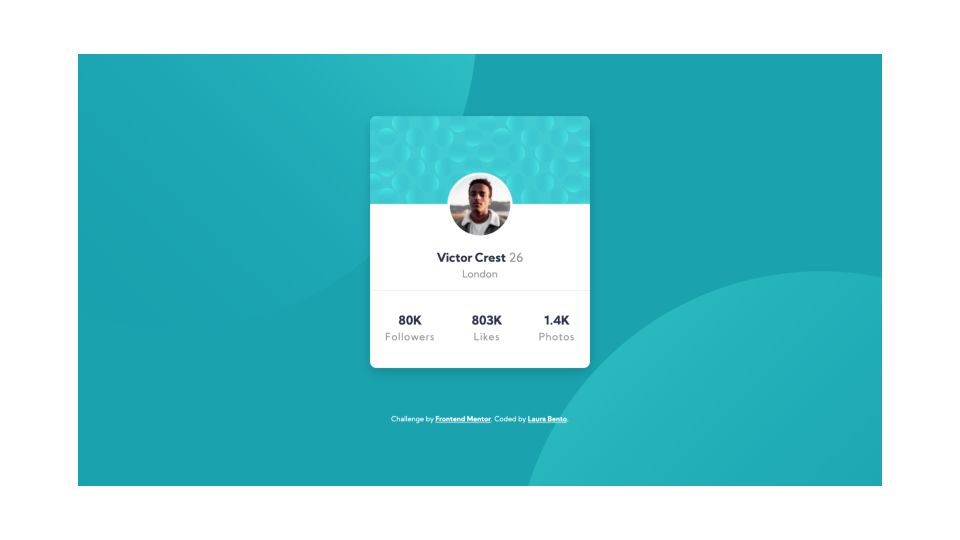 Victor Crest 26
London
80K 803K 1.4K
Followers Likes Photos
Challenge by Frontend Mentor. Coded by Laura Bento.